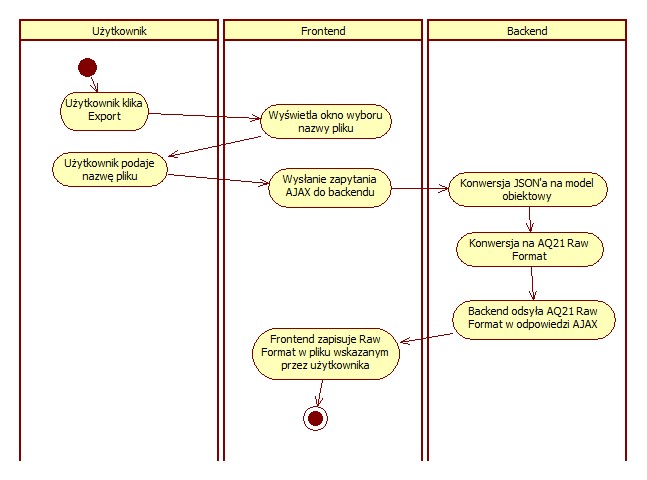 Użytkownik
Frontend
Backend
Użytkownik klika
Export
Wyświetla okno wyboru
nazwy pliku
Użytkownik podaje
nazwę pliku
Wysłanie zapytania
AJAX do backendu
Konwersja JSON'a na model
obiektowy
Konwersja na AQ21 Raw
Format
Backend odsyła AQ21 Raw
Format w odpowiedzi AJAX
Frontend zapisuje Raw
Format w pliku wskazanym
przez użytkownika